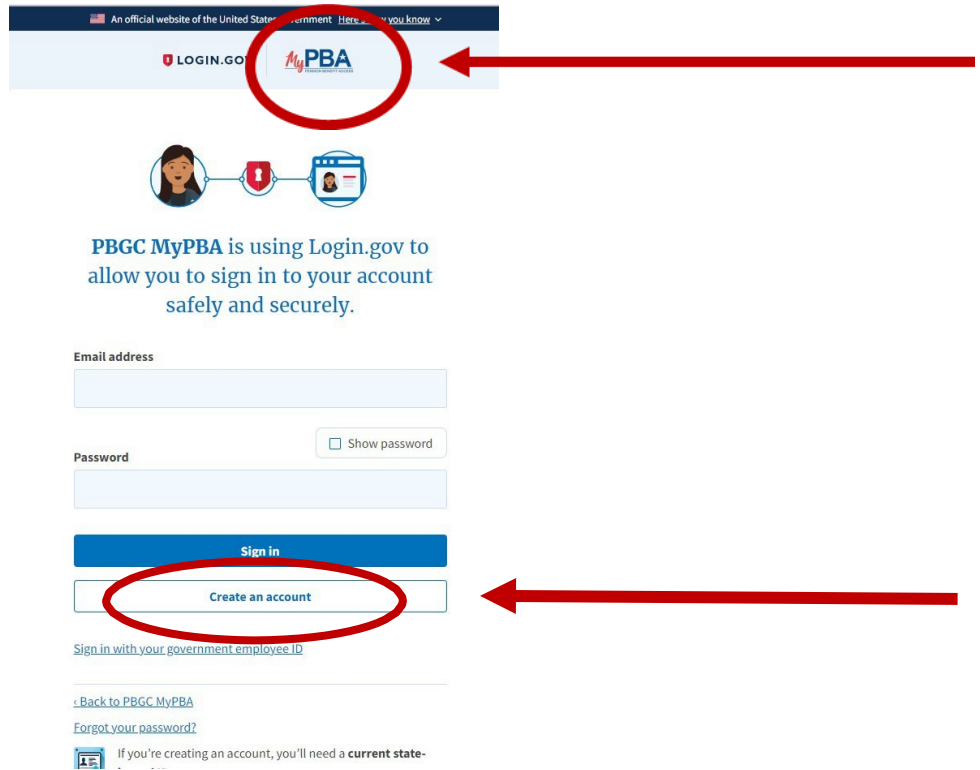 An official website of the United States Government Here's how you know
LOGIN.GOV MyPBA
PENSION BENEFIT ACCESS
PBGC MyPBA is using Login.gov to
allow you to sign in to your account
safely and securely.
Email address
Show password
Password
Sign in
Create an account
Sign in with your government employee ID
‹ Back to PBGC MyPBA
Forgot your password?
If you're creating an account, you'll need a current state-